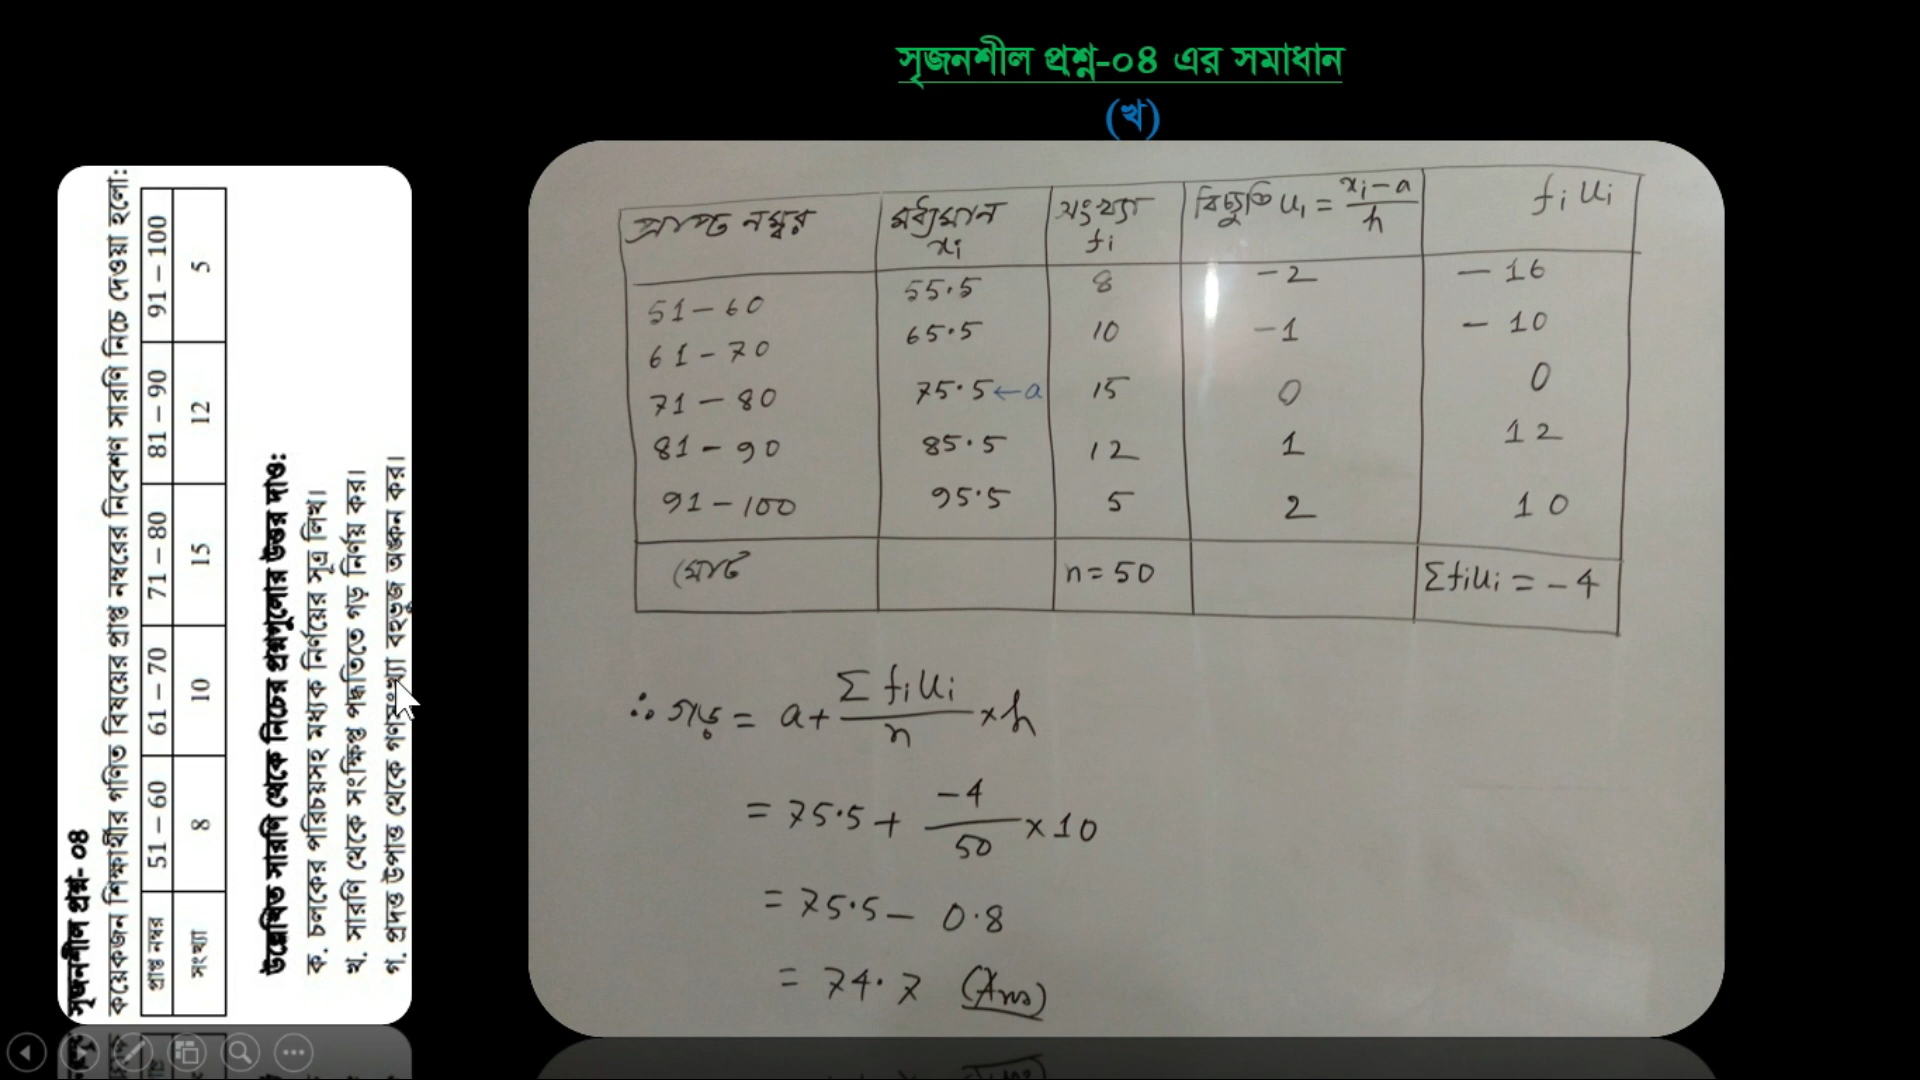 সৃজনশীল প্রশ্ন-০৪ এর সমাধান
(খ)
সৃজনশীল প্রশ্ন- ০৪
কয়েকজন শিক্ষার্থীর গণিত বিষয়ের প্রাপ্ত নম্বরের নিবেশণ সারণি নিচে দেওয়া হলো:
প্রাপ্ত নম্বর 51 – 60 61 – 70 71 – 80 81 – 90 91 – 100
সংখ্যা 8 10 15 12 5
উল্লেখিত সারণি থেকে নিচের প্রশ্নগুলোর উত্তর দাও:
ক. চলকের পরিচয়সহ মধ্যক নির্ণয়ের সূত্র লিখ।
খ. সারণি থেকে সংক্ষিপ্ত পদ্ধতিতে গড় নির্ণয় কর।
গ. প্রদত্ত উপাত্ত থেকে গণসংখ্যা বহুভুজ অঙ্কন কর।
প্রাপ্ত নম্বর মধ্যমান xi সংখ্যা fi বিচ্যুতি u₁ = (xi – a)/h fi ui
51 – 60 55.5 8 – 2 – 16
61 – 70 65.5 10 – 1 – 10
71 – 80 75.5 ← a 15 0 0
81 – 90 85.5 12 1 12
91 – 100 95.5 5 2 10
মোট n = 50 Σfiui = – 4
∴ গড় = a + (Σ fi ui)/n × h
= 75.5 + (–4)/50 × 10
= 75.5 – 0.8
= 74.7 (Ans)